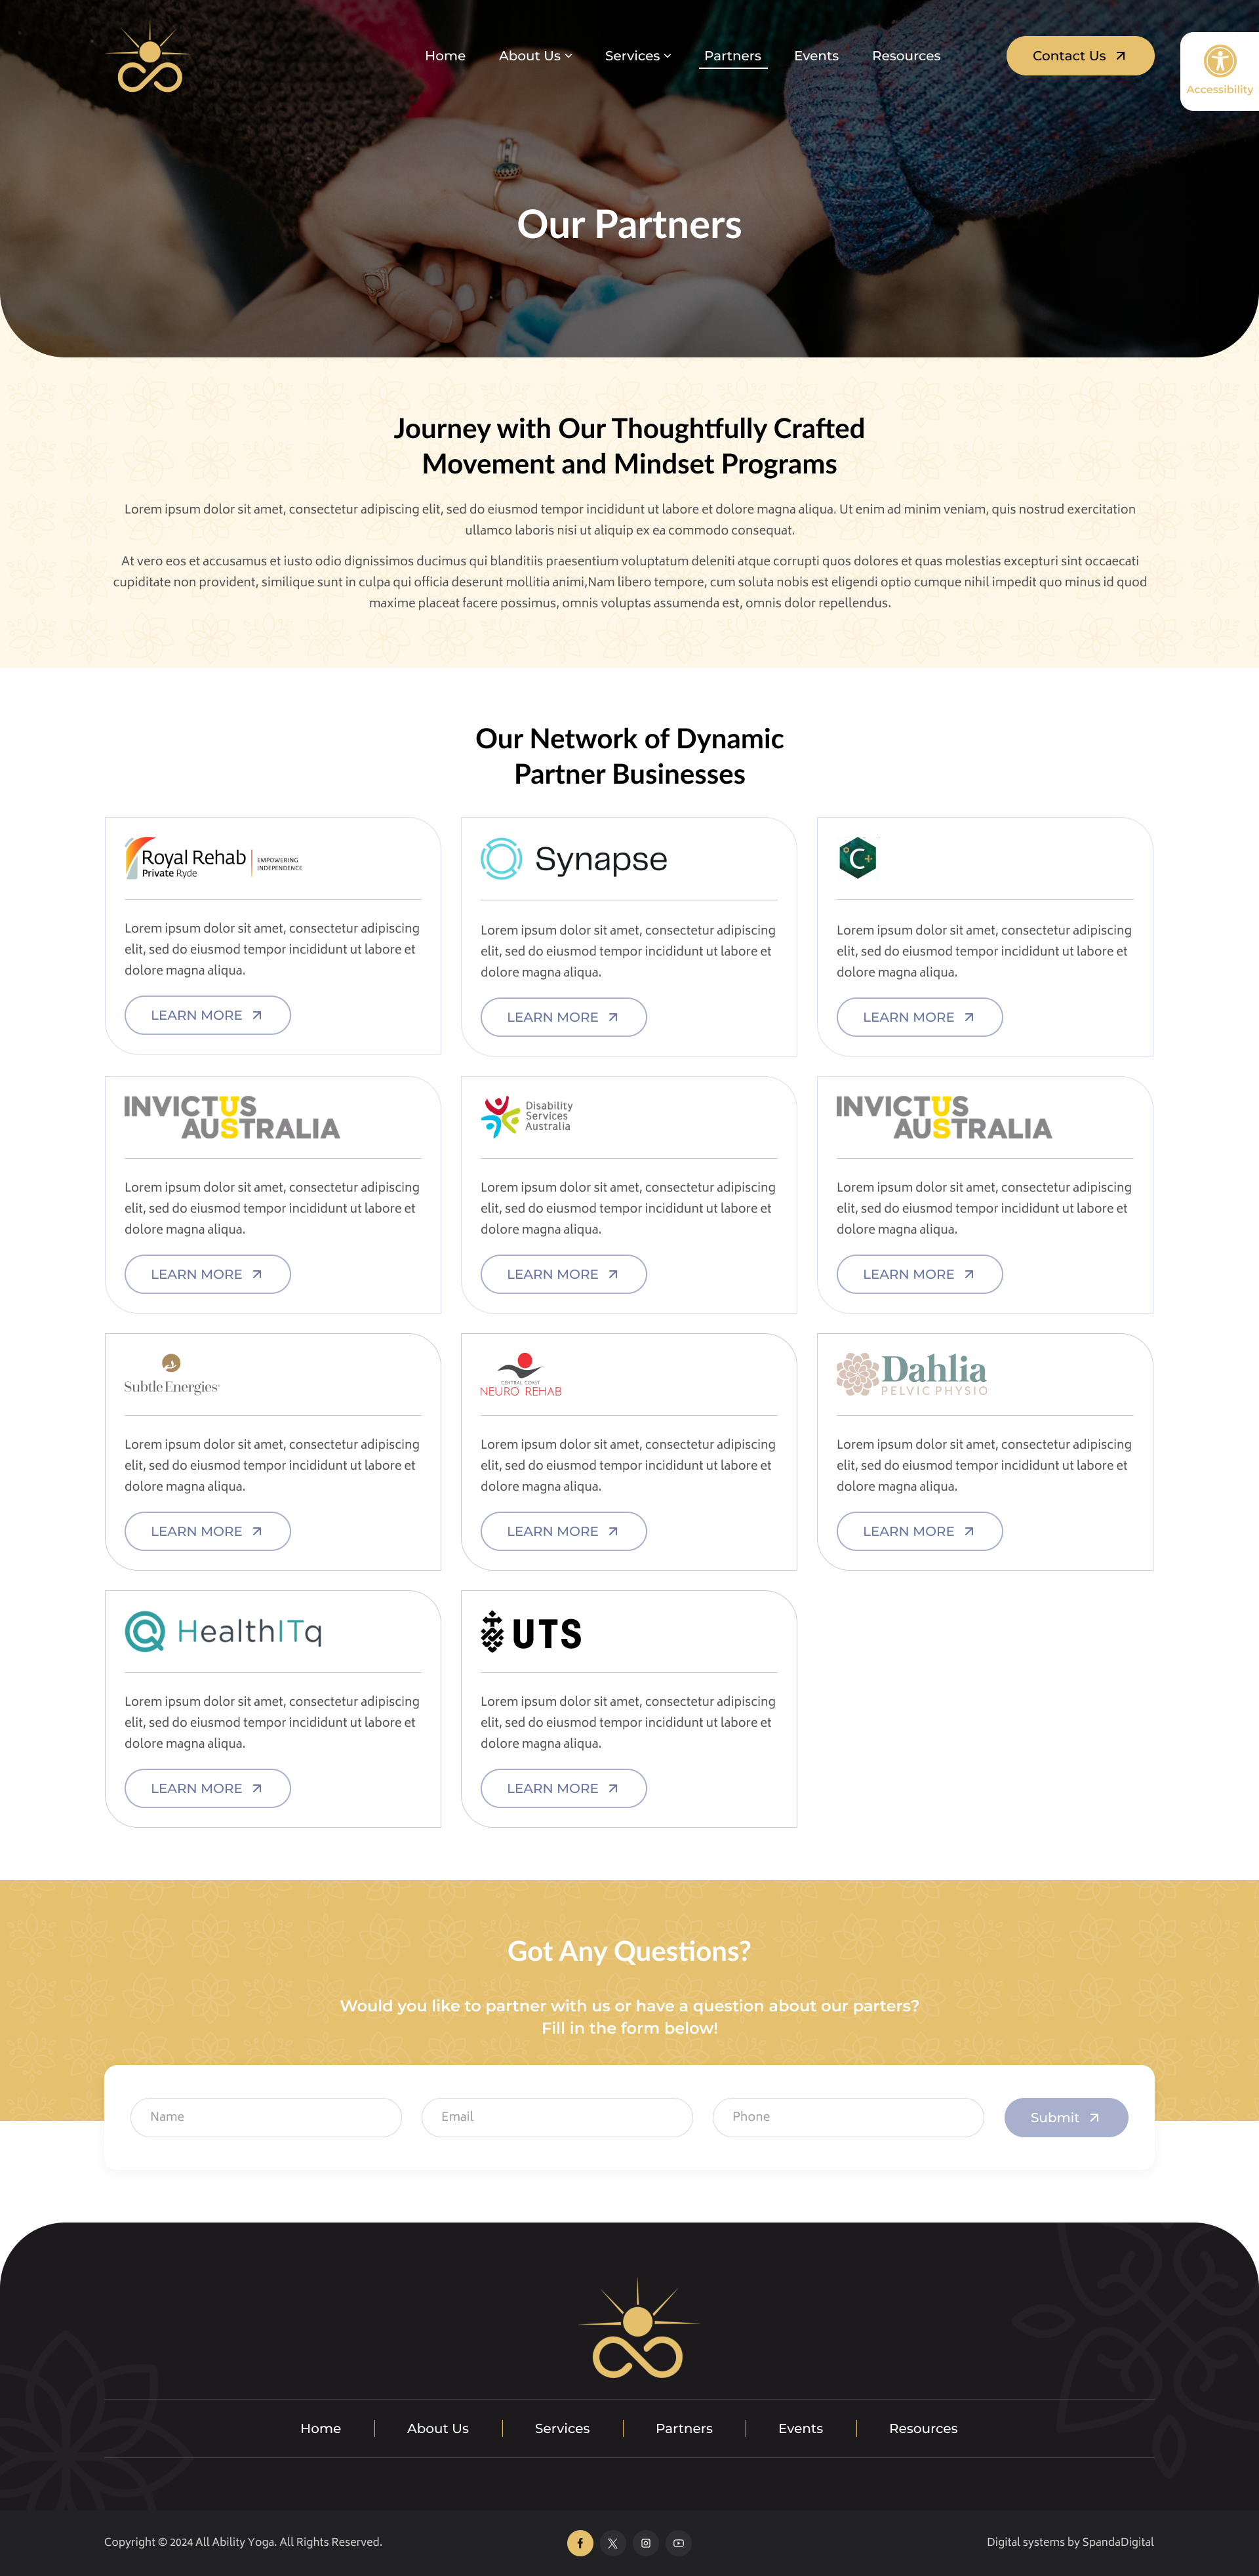 Home
About Us
Services
Partners
Events
Resources
Contact Us
Accessibility
Our Partners
Journey with Our Thoughtfully Crafted
Movement and Mindset Programs
Lorem ipsum dolor sit amet, consectetur adipiscing elit, sed do eiusmod tempor incididunt ut labore et dolore magna aliqua. Ut enim ad minim veniam, quis nostrud exercitation
ullamco laboris nisi ut aliquip ex ea commodo consequat.
At vero eos et accusamus et iusto odio dignissimos ducimus qui blanditiis praesentium voluptatum deleniti atque corrupti quos dolores et quas molestias excepturi sint occaecati
cupiditate non provident, similique sunt in culpa qui officia deserunt mollitia animi,Nam libero tempore, cum soluta nobis est eligendi optio cumque nihil impedit quo minus id quod
maxime placeat facere possimus, omnis voluptas assumenda est, omnis dolor repellendus.
Our Network of Dynamic
Partner Businesses
Royal Rehab
Private Ryde
EMPOWERING
INDEPENDENCE
Lorem ipsum dolor sit amet, consectetur adipiscing
elit, sed do eiusmod tempor incididunt ut labore et
dolore magna aliqua.
LEARN MORE
Synapse
Lorem ipsum dolor sit amet, consectetur adipiscing
elit, sed do eiusmod tempor incididunt ut labore et
dolore magna aliqua.
LEARN MORE
C+
Lorem ipsum dolor sit amet, consectetur adipiscing
elit, sed do eiusmod tempor incididunt ut labore et
dolore magna aliqua.
LEARN MORE
INVICTUS
AUSTRALIA
Lorem ipsum dolor sit amet, consectetur adipiscing
elit, sed do eiusmod tempor incididunt ut labore et
dolore magna aliqua.
LEARN MORE
Disability
Services
Australia
Lorem ipsum dolor sit amet, consectetur adipiscing
elit, sed do eiusmod tempor incididunt ut labore et
dolore magna aliqua.
LEARN MORE
INVICTUS
AUSTRALIA
Lorem ipsum dolor sit amet, consectetur adipiscing
elit, sed do eiusmod tempor incididunt ut labore et
dolore magna aliqua.
LEARN MORE
Subtle Energies
Lorem ipsum dolor sit amet, consectetur adipiscing
elit, sed do eiusmod tempor incididunt ut labore et
dolore magna aliqua.
LEARN MORE
CENTRAL COAST
NEURO REHAB
Lorem ipsum dolor sit amet, consectetur adipiscing
elit, sed do eiusmod tempor incididunt ut labore et
dolore magna aliqua.
LEARN MORE
Dahlia
PELVIC PHYSIO
Lorem ipsum dolor sit amet, consectetur adipiscing
elit, sed do eiusmod tempor incididunt ut labore et
dolore magna aliqua.
LEARN MORE
HealthITq
Lorem ipsum dolor sit amet, consectetur adipiscing
elit, sed do eiusmod tempor incididunt ut labore et
dolore magna aliqua.
LEARN MORE
UTS
Lorem ipsum dolor sit amet, consectetur adipiscing
elit, sed do eiusmod tempor incididunt ut labore et
dolore magna aliqua.
LEARN MORE
Got Any Questions?
Would you like to partner with us or have a question about our parters?
Fill in the form below!
Name
Email
Phone
Submit
Home
About Us
Services
Partners
Events
Resources
Copyright © 2024 All Ability Yoga. All Rights Reserved.
Digital systems by SpandaDigital